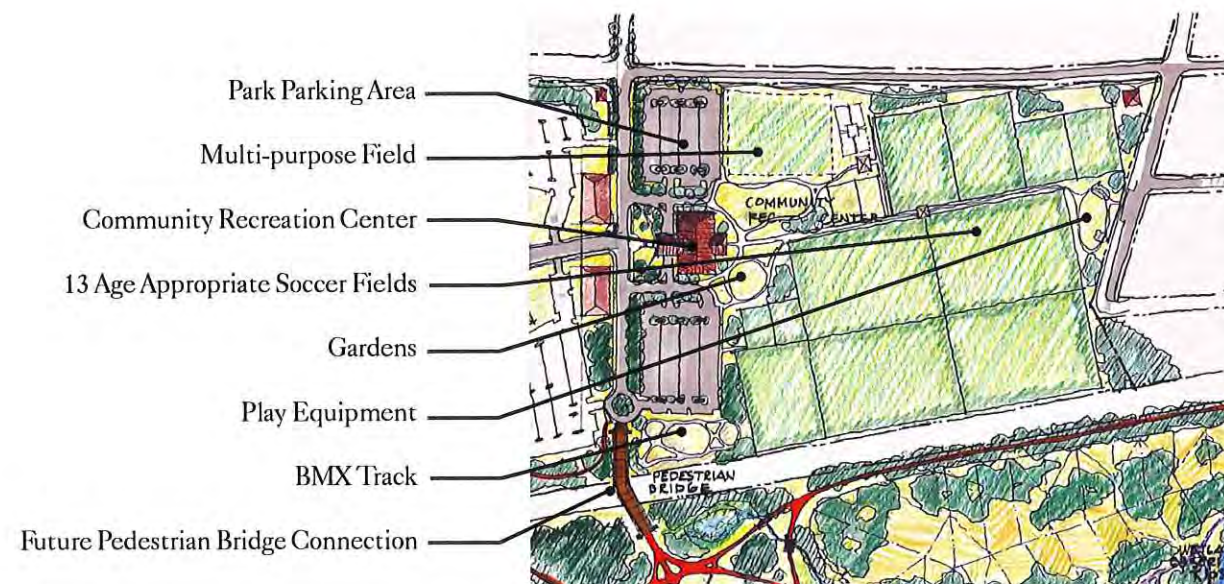 Park Parking Area
Multi-purpose Field
Community Recreation Center
13 Age Appropriate Soccer Fields
Gardens
Play Equipment
BMX Track
Future Pedestrian Bridge Connection
COMMUNITY
REC CENTER
PEDESTRIAN
BRIDGE